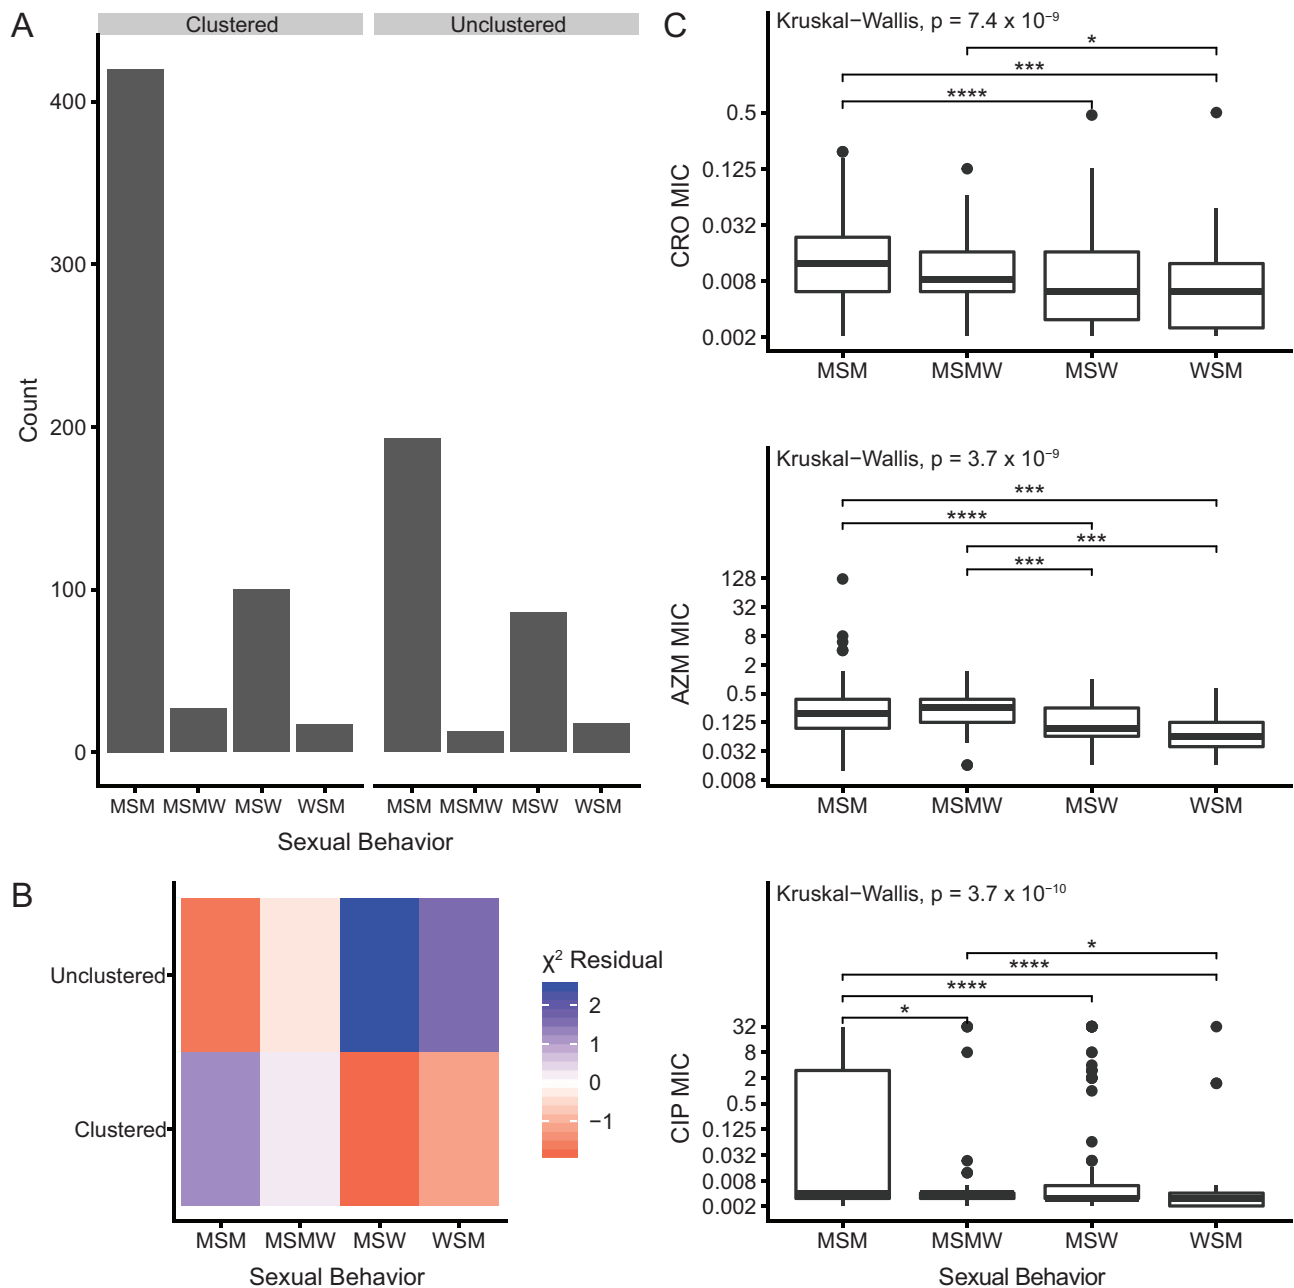 A
Clustered
Unclustered
400
300
200
100
0
Count
MSM MSMW MSW WSM
MSM MSMW MSW WSM
Sexual Behavior
B
Unclustered
Clustered
MSM MSMW MSW WSM
Sexual Behavior
χ² Residual
2
1
0
−1
C
Kruskal−Wallis, p = 7.4 x 10⁻⁹
*
***
****
0.5
0.125
0.032
0.008
0.002
CRO MIC
MSM MSMW MSW WSM
Kruskal−Wallis, p = 3.7 x 10⁻⁹
***
****
***
***
128
32
8
2
0.5
0.125
0.032
0.008
AZM MIC
MSM MSMW MSW WSM
Kruskal−Wallis, p = 3.7 x 10⁻¹⁰
*
****
****
*
32
8
2
0.5
0.125
0.032
0.008
0.002
CIP MIC
MSM MSMW MSW WSM
Sexual Behavior